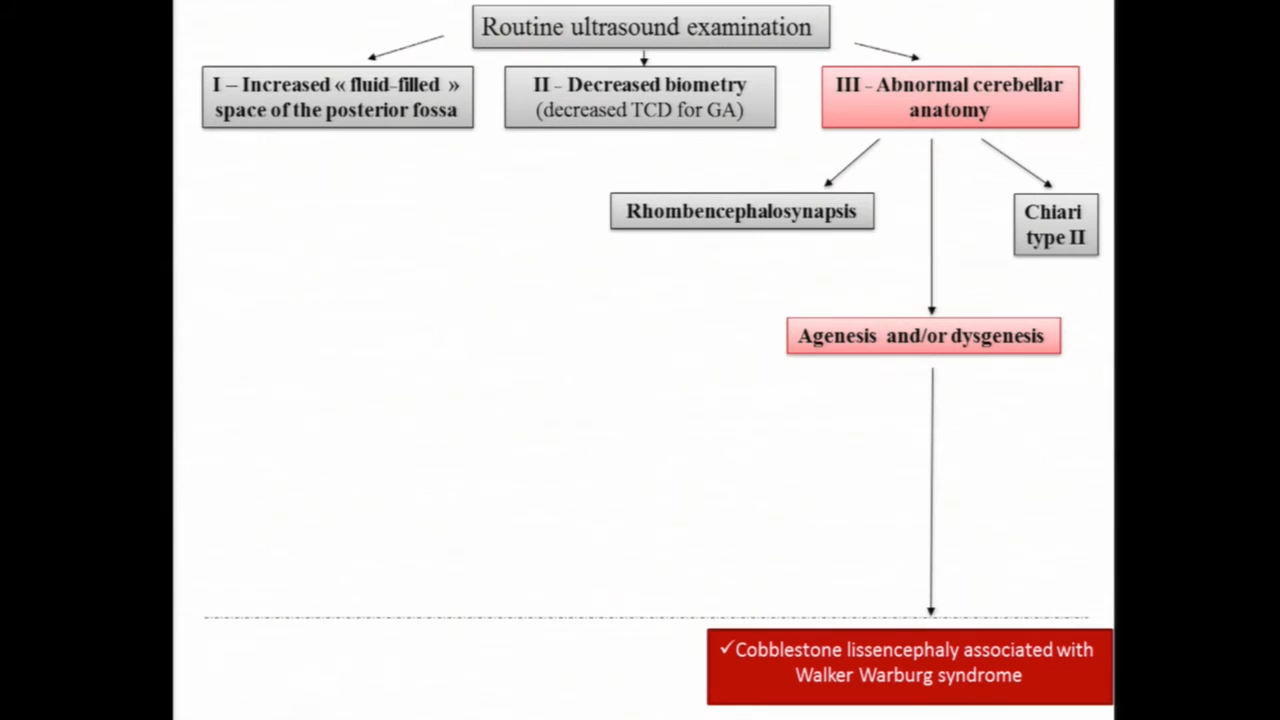 Routine ultrasound examination
I – Increased « fluid-filled »
space of the posterior fossa
II - Decreased biometry
(decreased TCD for GA)
III - Abnormal cerebellar
anatomy
Rhombencephalosynapsis
Chiari
type II
Agenesis and/or dysgenesis
✓Cobblestone lissencephaly associated with
Walker Warburg syndrome